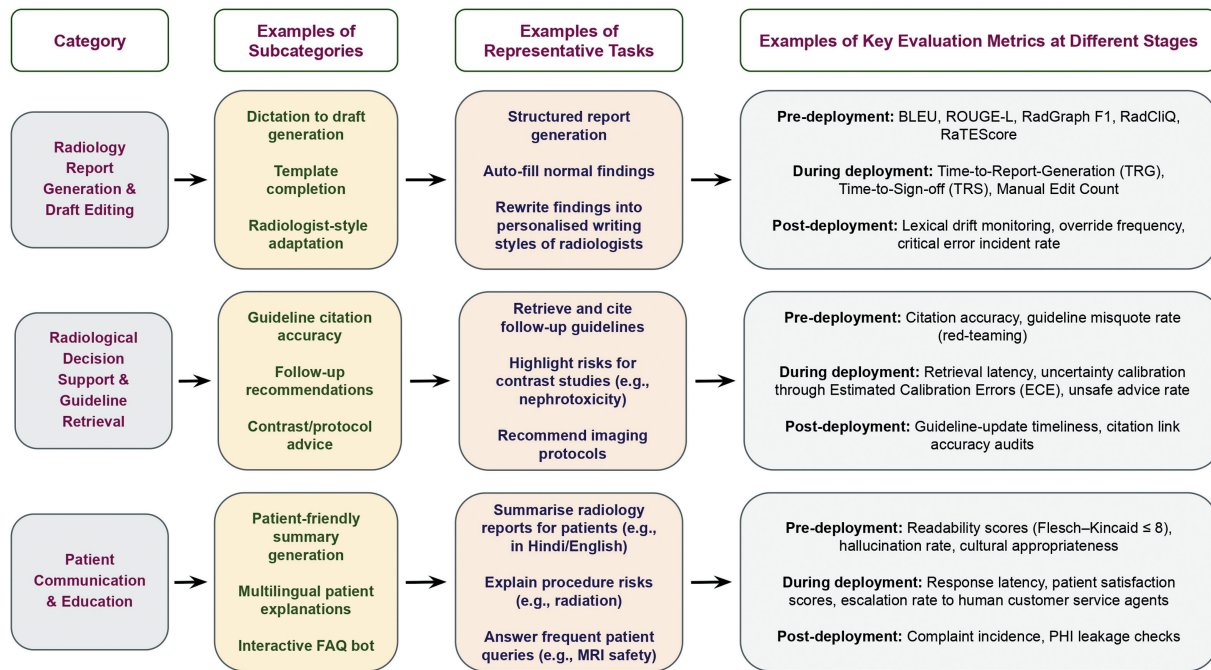 Category
Examples of
Subcategories
Examples of
Representative Tasks
Examples of Key Evaluation Metrics at Different Stages
Radiology
Report
Generation &
Draft Editing
Dictation to draft
generation
Template
completion
Radiologist-style
adaptation
Structured report
generation
Auto-fill normal findings
Rewrite findings into
personalised writing
styles of radiologists
Pre-deployment: BLEU, ROUGE-L, RadGraph F1, RadCliQ,
RaTEScore
During deployment: Time-to-Report-Generation (TRG),
Time-to-Sign-off (TRS), Manual Edit Count
Post-deployment: Lexical drift monitoring, override frequency,
critical error incident rate
Radiological
Decision
Support &
Guideline
Retrieval
Guideline citation
accuracy
Follow-up
recommendations
Contrast/protocol
advice
Retrieve and cite
follow-up guidelines
Highlight risks for
contrast studies (e.g.,
nephrotoxicity)
Recommend imaging
protocols
Pre-deployment: Citation accuracy, guideline misquote rate
(red-teaming)
During deployment: Retrieval latency, uncertainty calibration
through Estimated Calibration Errors (ECE), unsafe advice rate
Post-deployment: Guideline-update timeliness, citation link
accuracy audits
Patient
Communication
& Education
Patient-friendly
summary
generation
Multilingual patient
explanations
Interactive FAQ bot
Summarise radiology
reports for patients (e.g.,
in Hindi/English)
Explain procedure risks
(e.g., radiation)
Answer frequent patient
queries (e.g., MRI safety)
Pre-deployment: Readability scores (Flesch–Kincaid ≤ 8),
hallucination rate, cultural appropriateness
During deployment: Response latency, patient satisfaction
scores, escalation rate to human customer service agents
Post-deployment: Complaint incidence, PHI leakage checks